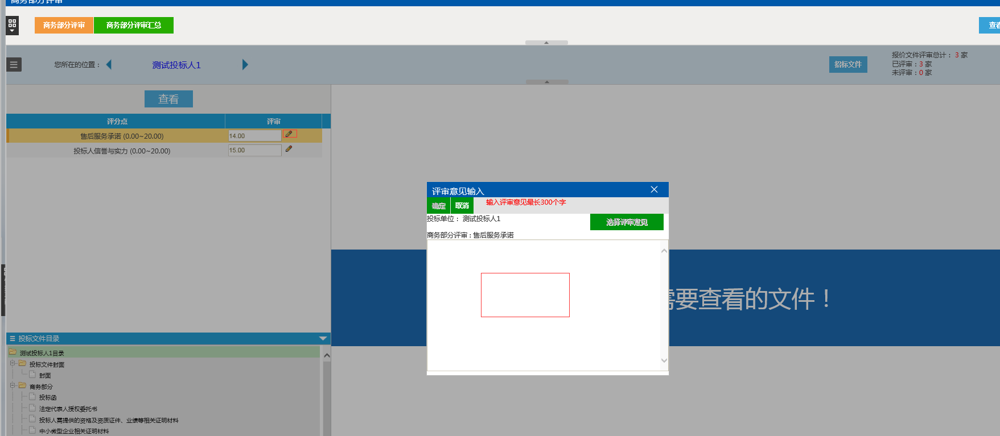 商务部分评审
商务部分评审 商务部分评审汇总 查看
您所在的位置： 测试投标人1 招标文件
报价文件评审总计： 3 家
已评审：3 家
未评审：0 家
查看
评分点 评审
售后服务承诺 (0.00~20.00) 14.00
投标人信誉与实力 (0.00~20.00) 15.00
评审意见输入
确定 取消 输入评审意见最长300个字
投标单位： 测试投标人1 选择评审意见
商务部分评审：售后服务承诺
需要查看的文件！
投标文件目录
测试投标人1目录
投标文件封面
封面
商务部分
投标函
法定代表人授权委托书
投标人需提供的资格及资质证件、业绩等相关证明材料
中小微型企业相关证明材料